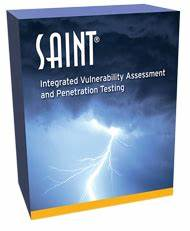 SAINT®
Integrated Vulnerability Assessment
and Penetration Testing